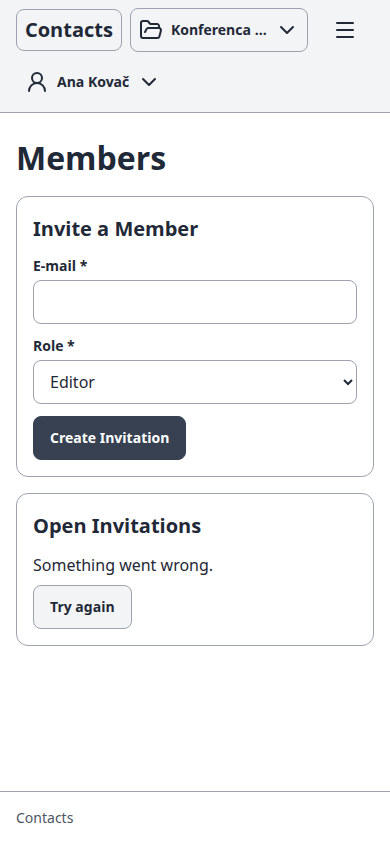 Contacts
Konferenca ...
Ana Kovač
Members
Invite a Member
E-mail *
Role *
Editor
Create Invitation
Open Invitations
Something went wrong.
Try again
Contacts